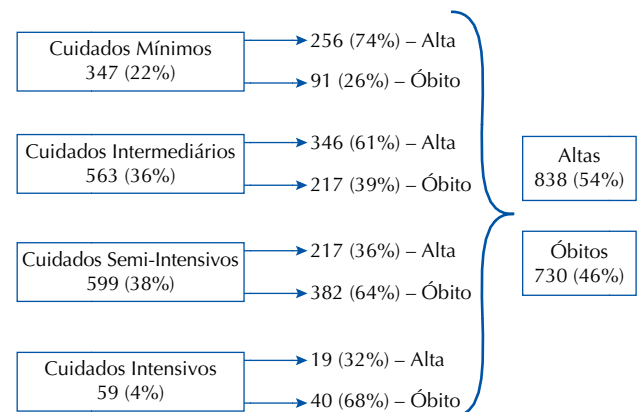 Cuidados Mínimos
347 (22%)
256 (74%) – Alta
91 (26%) – Óbito
Cuidados Intermediários
563 (36%)
346 (61%) – Alta
217 (39%) – Óbito
Cuidados Semi-Intensivos
599 (38%)
217 (36%) – Alta
382 (64%) – Óbito
Cuidados Intensivos
59 (4%)
19 (32%) – Alta
40 (68%) – Óbito
Altas
838 (54%)
Óbitos
730 (46%)